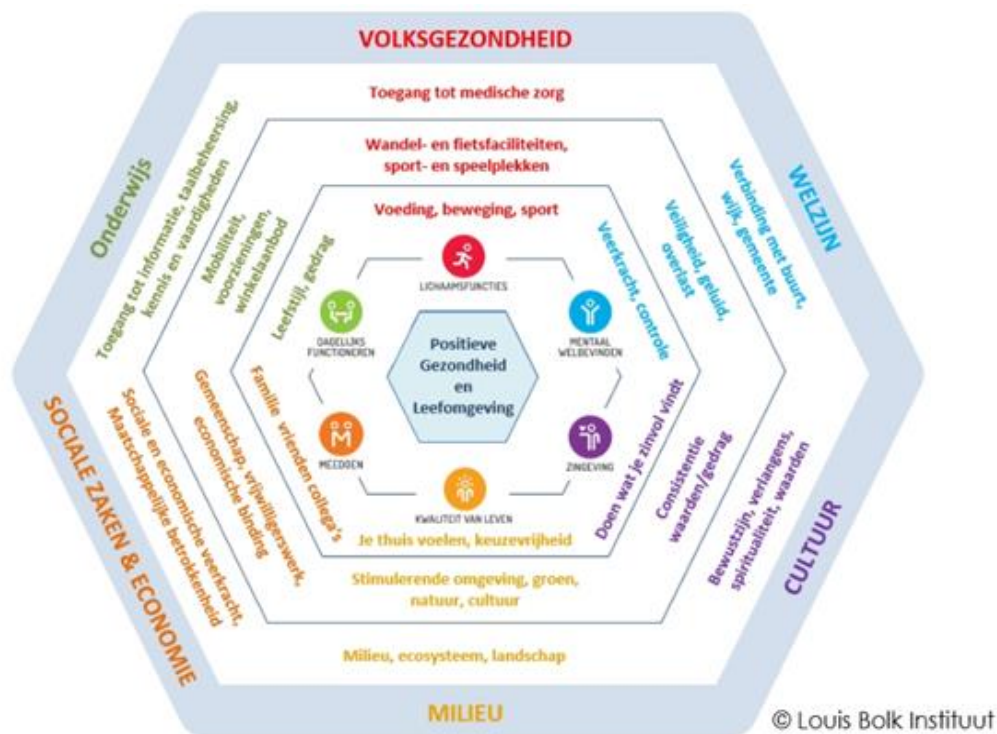 VOLKSGEZONDHEID
Toegang tot medische zorg
Wandel- en fietsfaciliteiten,
sport- en speelplekken
Voeding, beweging, sport
LICHAAMSFUNCTIES
WELZIJN
Verbinding met buurt,
wijk, gemeente
Veiligheid, geluid,
overlast
Veerkracht, controle
MENTAAL
WELBEVINDEN
CULTUUR
Bewustzijn, verlangens,
spiritualiteit, waarden
Consistentie
waarden/gedrag
Doen wat je zinvol vindt
ZINGEVING
KWALITEIT VAN LEVEN
Je thuis voelen, keuzevrijheid
Stimulerende omgeving, groen,
natuur, cultuur
Milieu, ecosysteem, landschap
MILIEU
SOCIALE ZAKEN & ECONOMIE
Sociale en economische veerkracht,
Maatschappelijke betrokkenheid
Gemeenschap, vrijwilligerswerk,
economische binding
Familie vrienden collega's
MEEDOEN
Onderwijs
Toegang tot informatie, taalbeheersing,
kennis en vaardigheden
Mobiliteit,
voorzieningen,
winkelaanbod
Leefstijl, gedrag
DAGELIJKS
FUNCTIONEREN
Positieve
Gezondheid
en
Leefomgeving
© Louis Bolk Instituut